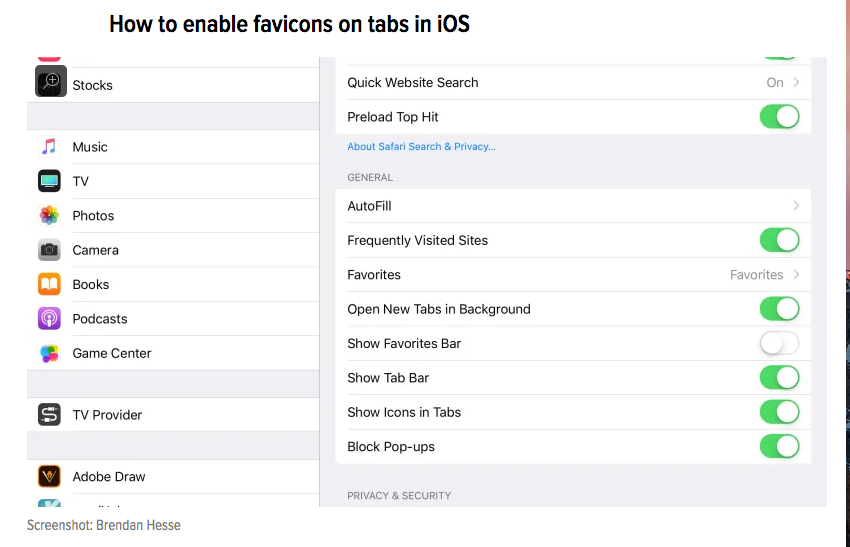 How to enable favicons on tabs in iOS
Stocks
Music
TV
Photos
Camera
Books
Podcasts
Game Center
TV Provider
Adobe Draw
Quick Website Search On
Preload Top Hit
About Safari Search & Privacy...
GENERAL
AutoFill
Frequently Visited Sites
Favorites Favorites
Open New Tabs in Background
Show Favorites Bar
Show Tab Bar
Show Icons in Tabs
Block Pop-ups
PRIVACY & SECURITY
Screenshot: Brendan Hesse